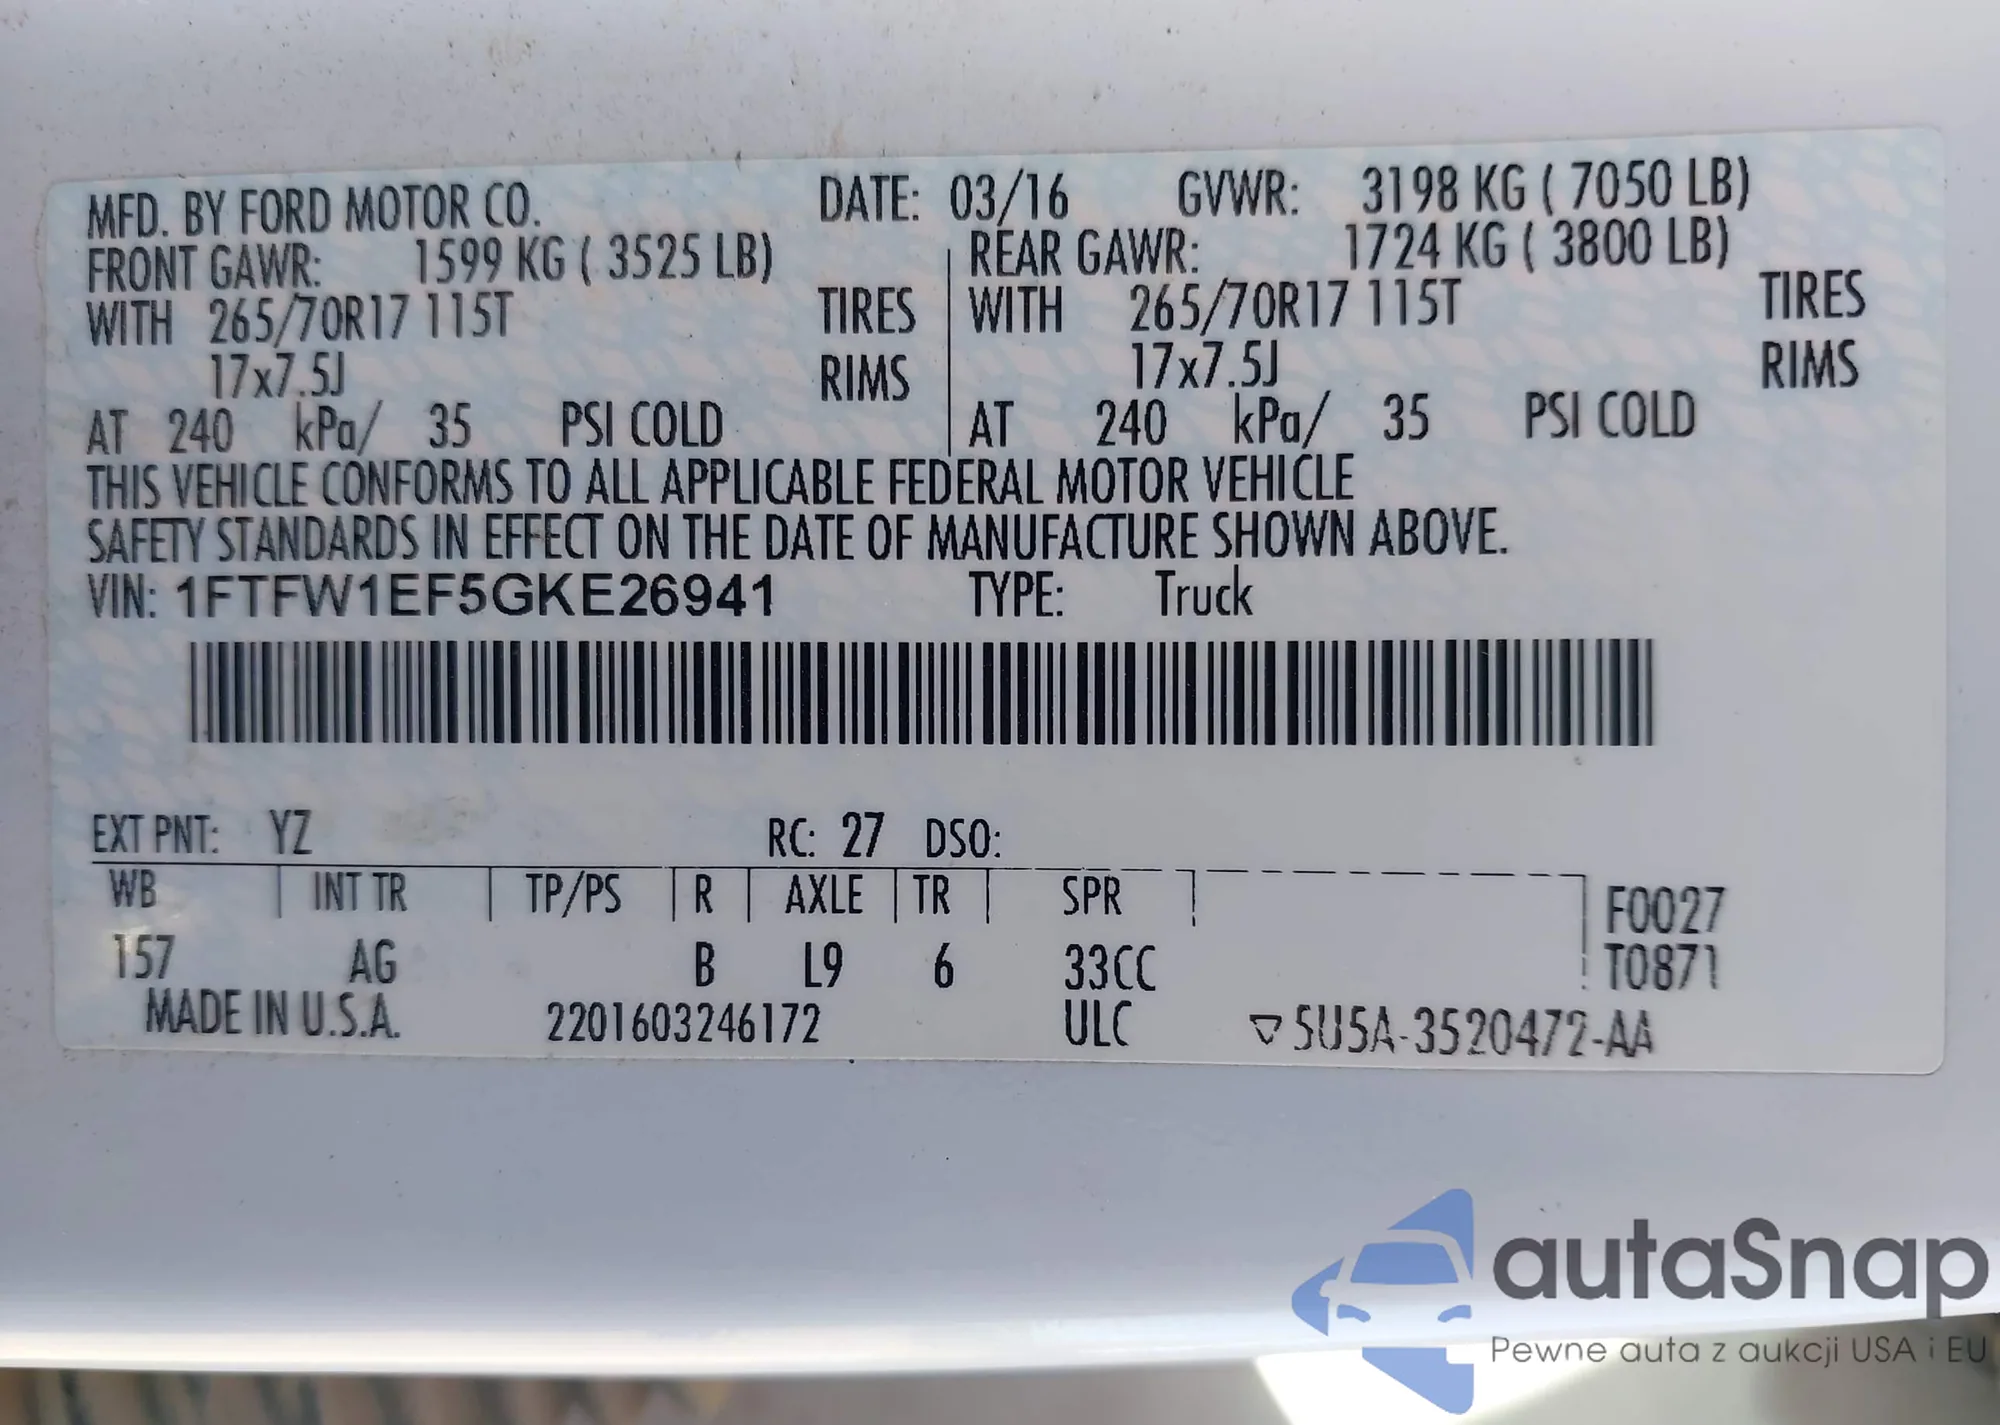 MFD. BY FORD MOTOR CO. DATE: 03/16 GVWR: 3198 KG ( 7050 LB)
FRONT GAWR: 1599 KG ( 3525 LB) REAR GAWR: 1724 KG ( 3800 LB)
WITH 265/70R17 115T TIRES WITH 265/70R17 115T TIRES
17x7.5J RIMS 17x7.5J RIMS
AT 240 kPa/ 35 PSI COLD AT 240 kPa/ 35 PSI COLD
THIS VEHICLE CONFORMS TO ALL APPLICABLE FEDERAL MOTOR VEHICLE
SAFETY STANDARDS IN EFFECT ON THE DATE OF MANUFACTURE SHOWN ABOVE.
VIN: 1FTFW1EF5GKE26941 TYPE: Truck
EXT PNT: YZ RC: 27 DSO:
WB INT TR TP/PS R AXLE TR SPR F0027
157 AG B L9 6 33CC T0871
MADE IN U.S.A. 2201603246172 ULC ▽5U5A-3520472-AA
autaSnap
Pewne auta z aukcji USA i EU